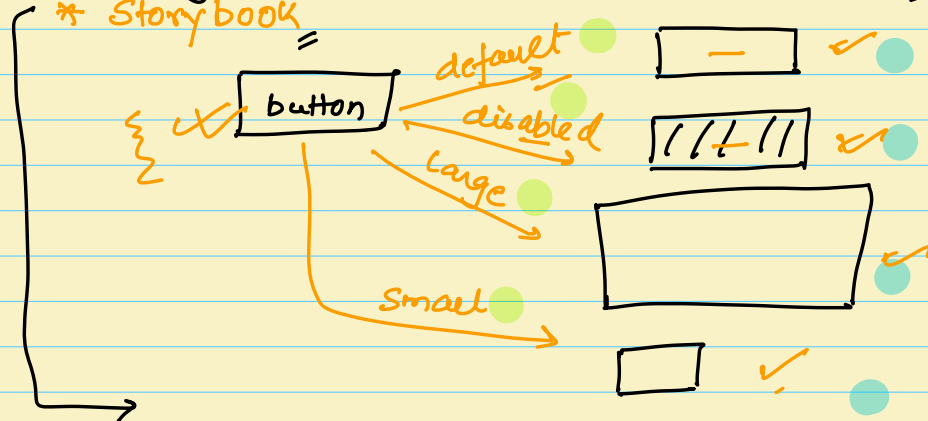 * Storybook
button
default
disabled
Large
Small